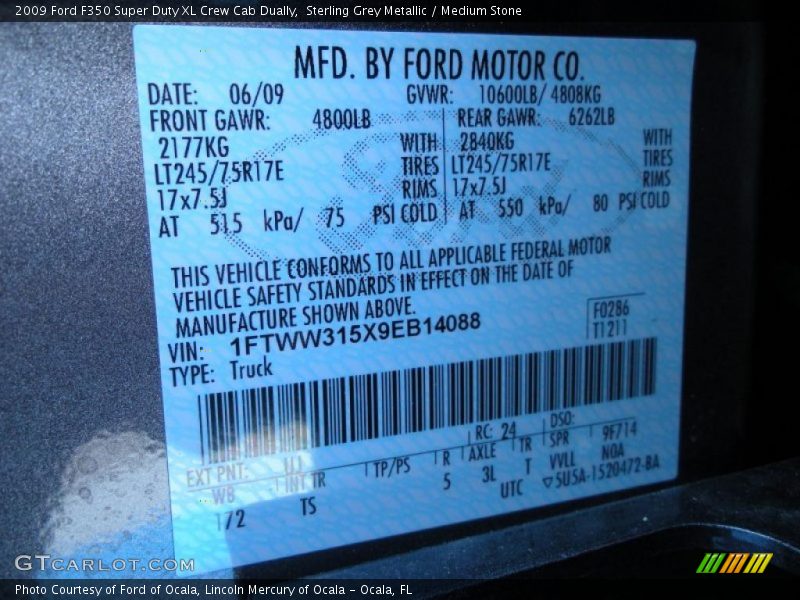 2009 Ford F350 Super Duty XL Crew Cab Dually,  Sterling Grey Metallic / Medium Stone
MFD. BY FORD MOTOR CO.
DATE: 06/09 GVWR: 10600LB/ 4808KG
FRONT GAWR: 4800LB REAR GAWR: 6262LB
2177KG WITH 2840KG WITH
LT245/75R17E TIRES LT245/75R17E TIRES
17x7.5J RIMS 17x7.5J RIMS
AT 515 kPa/ 75 PSI COLD AT 550 kPa/ 80 PSI COLD
THIS VEHICLE CONFORMS TO ALL APPLICABLE FEDERAL MOTOR
VEHICLE SAFETY STANDARDS IN EFFECT ON THE DATE OF
MANUFACTURE SHOWN ABOVE.
F0286
VIN: 1FTWW315X9EB14088
T1211
TYPE: Truck
RC: 24 DSO:
EXT PNT: WB INT TR TP/PS R AXLE TR SPR 9F714
172 TS 5 3L T VVLL NOA
UTC ▽5U5A-1520472-BA
GTCARLOT.COM
Photo Courtesy of Ford of Ocala, Lincoln Mercury of Ocala - Ocala, FL